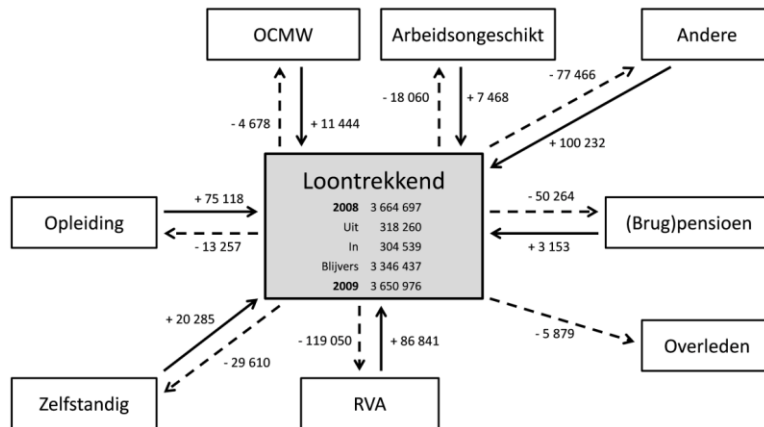 OCMW
Arbeidsongeschikt
Andere
- 77 466
- 4 678
+ 11 444
- 18 060
+ 7 468
+ 100 232
Loontrekkend
2008 3 664 697
Uit 318 260
In 304 539
Blijvers 3 346 437
2009 3 650 976
+ 75 118
Opleiding
- 13 257
- 50 264
(Brug)pensioen
+ 3 153
+ 20 285
- 29 610
- 119 050
+ 86 841
- 5 879
Overleden
Zelfstandig
RVA